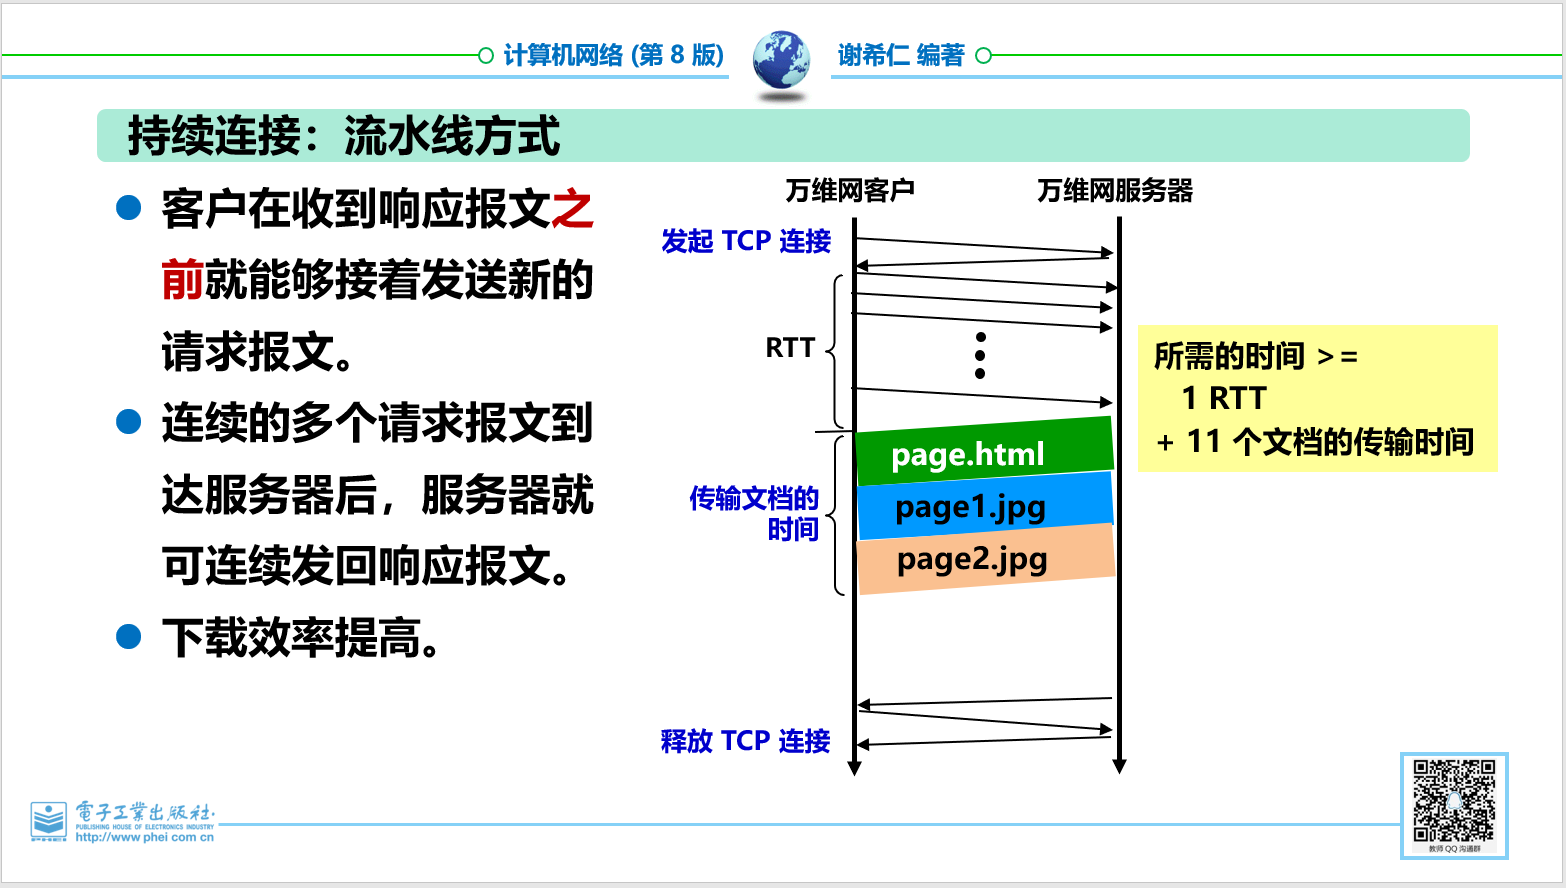 计算机网络 (第 8 版)
谢希仁 编著
持续连接：流水线方式
客户在收到响应报文之
前就能够接着发送新的
请求报文。
连续的多个请求报文到
达服务器后，服务器就
可连续发回响应报文。
下载效率提高。
万维网客户
万维网服务器
发起 TCP 连接
RTT
传输文档的
时间
page.html
page1.jpg
page2.jpg
释放 TCP 连接
所需的时间 >=
1 RTT
+ 11 个文档的传输时间
電子工業出版社·
PUBLISHING HOUSE OF ELECTRONICS INDUSTRY
http://www phei com cn
教师 QQ 沟通群